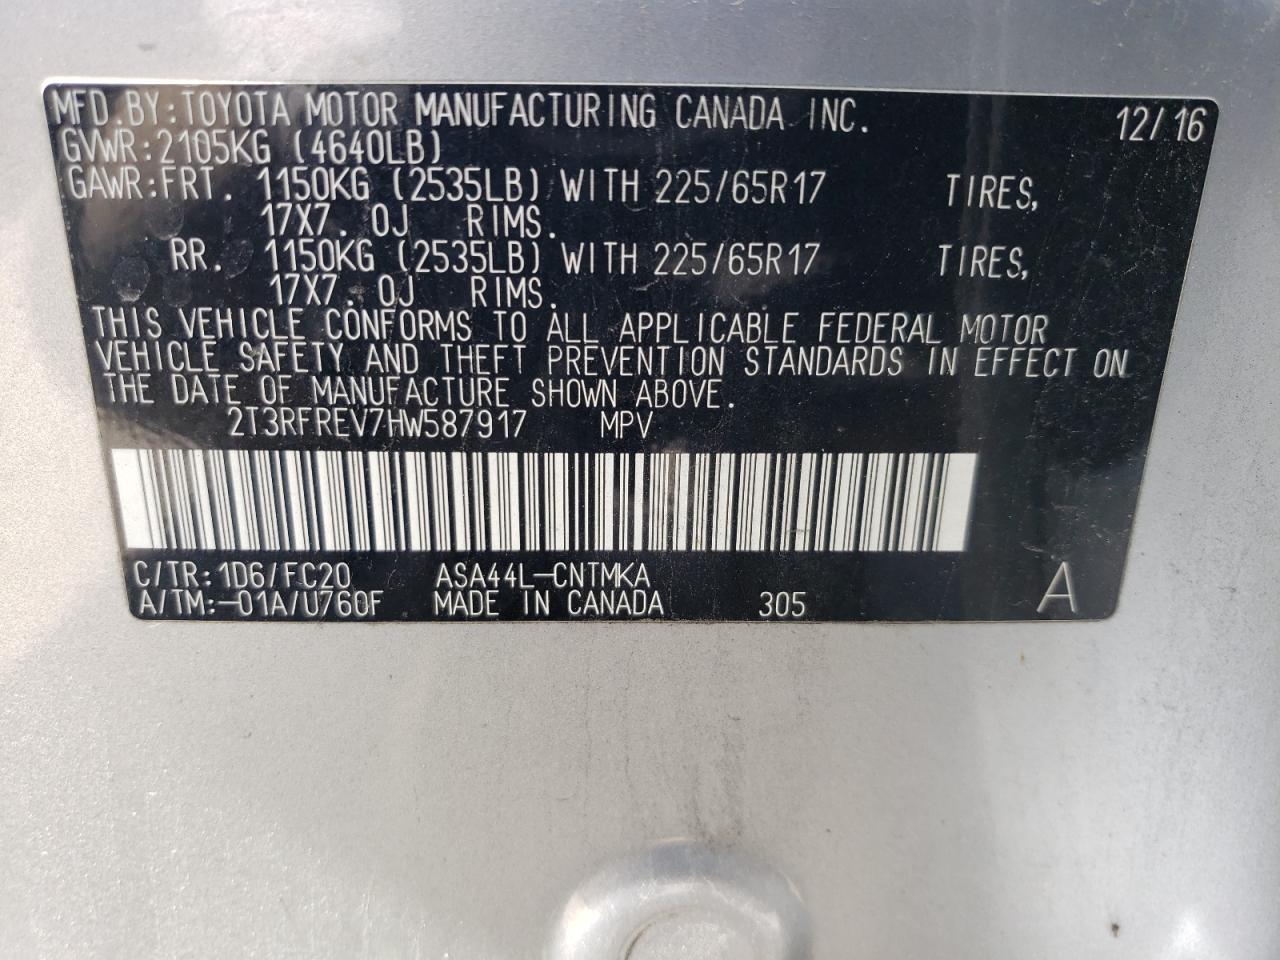 MFD.BY:TOYOTA MOTOR MANUFACTURING CANADA INC. 12/16
GVWR:2105KG (4640LB)
GAWR:FRT. 1150KG (2535LB) WITH 225/65R17 TIRES,
17X7.0J RIMS.
RR. 1150KG (2535LB) WITH 225/65R17 TIRES,
17X7.0J RIMS.
THIS VEHICLE CONFORMS TO ALL APPLICABLE FEDERAL MOTOR
VEHICLE SAFETY AND THEFT PREVENTION STANDARDS IN EFFECT ON
THE DATE OF MANUFACTURE SHOWN ABOVE.
2T3RFREV7HW587917 MPV
C/TR:1D6/FC20 ASA44L-CNTMKA A
A/TM:-01A/U760F MADE IN CANADA 305